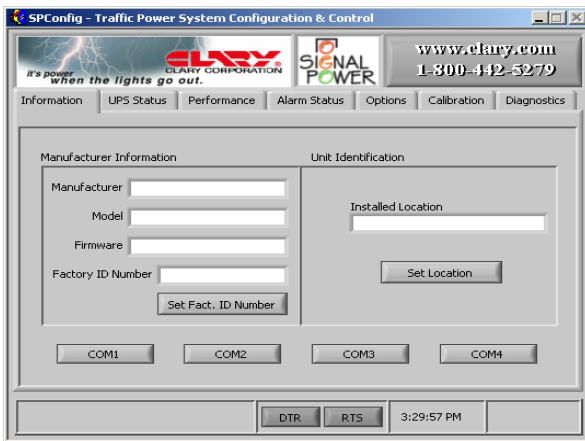 SPConfig - Traffic Power System Configuration & Control
it's power
when the lights go out.
CLARY
CLARY CORPORATION
SIGNAL
POWER
www.clary.com
1-800-442-5279
Information UPS Status Performance Alarm Status Options Calibration Diagnostics
Manufacturer Information Unit Identification
Manufacturer
Model
Firmware
Factory ID Number
Set Fact. ID Number
Installed Location
Set Location
COM1 COM2 COM3 COM4
DTR RTS 3:29:57 PM